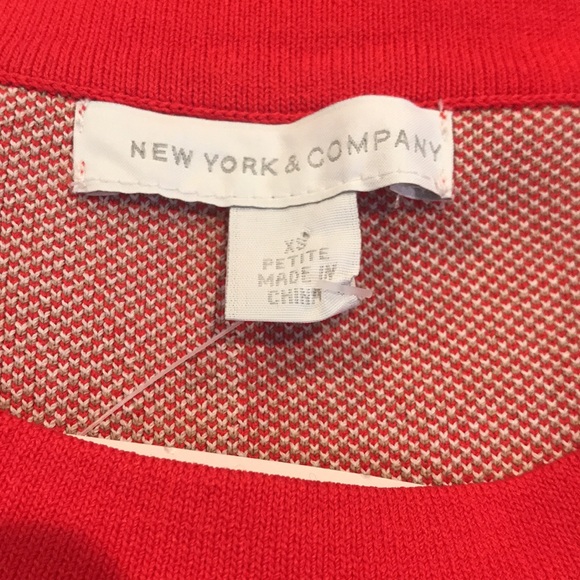 NEW YORK & COMPANY
XS
PETITE
MADE IN
CHINA